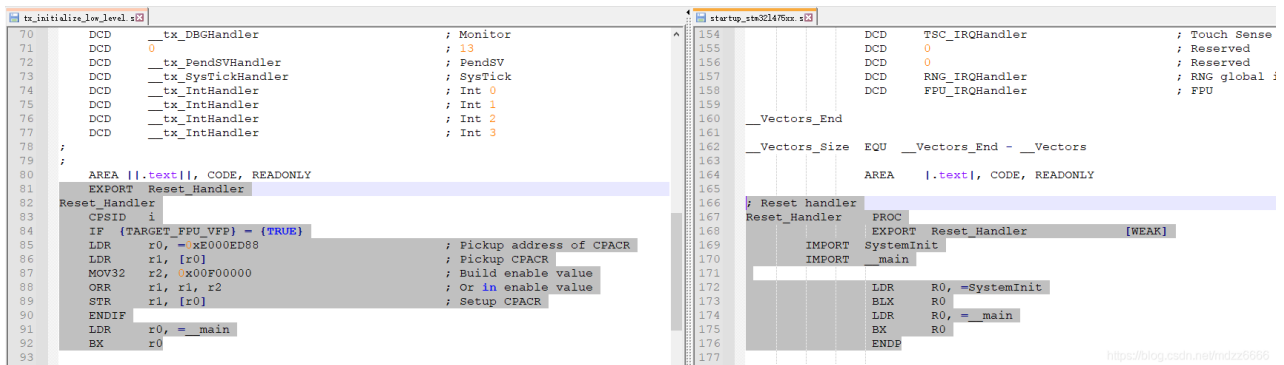 tx_initialize_low_level.s
70 DCD __tx_DBGHandler ; Monitor
71 DCD 0 ; 13
72 DCD __tx_PendSVHandler ; PendSV
73 DCD __tx_SysTickHandler ; SysTick
74 DCD __tx_IntHandler ; Int 0
75 DCD __tx_IntHandler ; Int 1
76 DCD __tx_IntHandler ; Int 2
77 DCD __tx_IntHandler ; Int 3
78 ;
79 ;
80 AREA ||.text||, CODE, READONLY
81 EXPORT Reset_Handler
82 Reset_Handler
83 CPSID i
84 IF {TARGET_FPU_VFP} = {TRUE}
85 LDR r0, =0xE000ED88 ; Pickup address of CPACR
86 LDR r1, [r0] ; Pickup CPACR
87 MOV32 r2, 0x00F00000 ; Build enable value
88 ORR r1, r1, r2 ; Or in enable value
89 STR r1, [r0] ; Setup CPACR
90 ENDIF
91 LDR r0, =__main
92 BX r0
93
startup_stm32l475xx.s
154 DCD TSC_IRQHandler ; Touch Sense
155 DCD 0 ; Reserved
156 DCD 0 ; Reserved
157 DCD RNG_IRQHandler ; RNG global i
158 DCD FPU_IRQHandler ; FPU
159
160 __Vectors_End
161
162 __Vectors_Size EQU __Vectors_End - __Vectors
163
164 AREA |.text|, CODE, READONLY
165
166 ; Reset handler
167 Reset_Handler PROC
168 EXPORT Reset_Handler [WEAK]
169 IMPORT SystemInit
170 IMPORT __main
171
172 LDR R0, =SystemInit
173 BLX R0
174 LDR R0, =__main
175 BX R0
176 ENDP
177
https://blog.csdn.net/mdzz6666